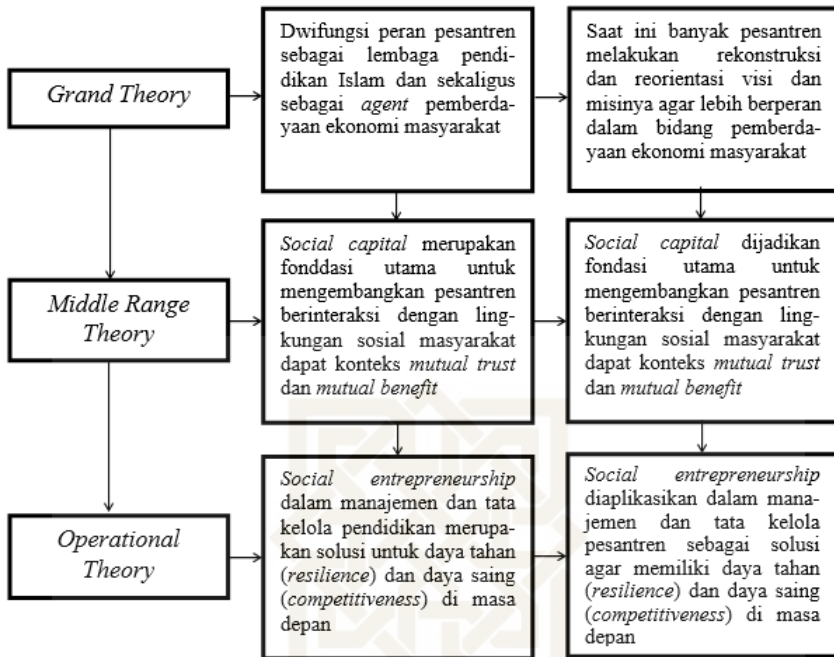 Grand Theory
Dwifungsi peran pesantren
sebagai lembaga pendi-
dikan Islam dan sekaligus
sebagai agent pemberda-
yaan ekonomi masyarakat
Saat ini banyak pesantren
melakukan rekonstruksi
dan reorientasi visi dan
misinya agar lebih berperan
dalam bidang pemberda-
yaan ekonomi masyarakat
Middle Range
Theory
Social capital merupakan
fonddasi utama untuk
mengembangkan pesantren
berinteraksi dengan ling-
kungan sosial masyarakat
dapat konteks mutual trust
dan mutual benefit
Social capital dijadikan
fondasi utama untuk
mengembangkan pesantren
berinteraksi dengan ling-
kungan sosial masyarakat
dapat konteks mutual trust
dan mutual benefit
Operational
Theory
Social entrepreneurship
dalam manajemen dan tata
kelola pendidikan merupa-
kan solusi untuk daya tahan
(resilience) dan daya saing
(competitiveness) di masa
depan
Social entrepreneurship
diaplikasikan dalam mana-
jemen dan tata kelola
pesantren sebagai solusi
agar memiliki daya tahan
(resilience) dan daya saing
(competitiveness) di masa
depan